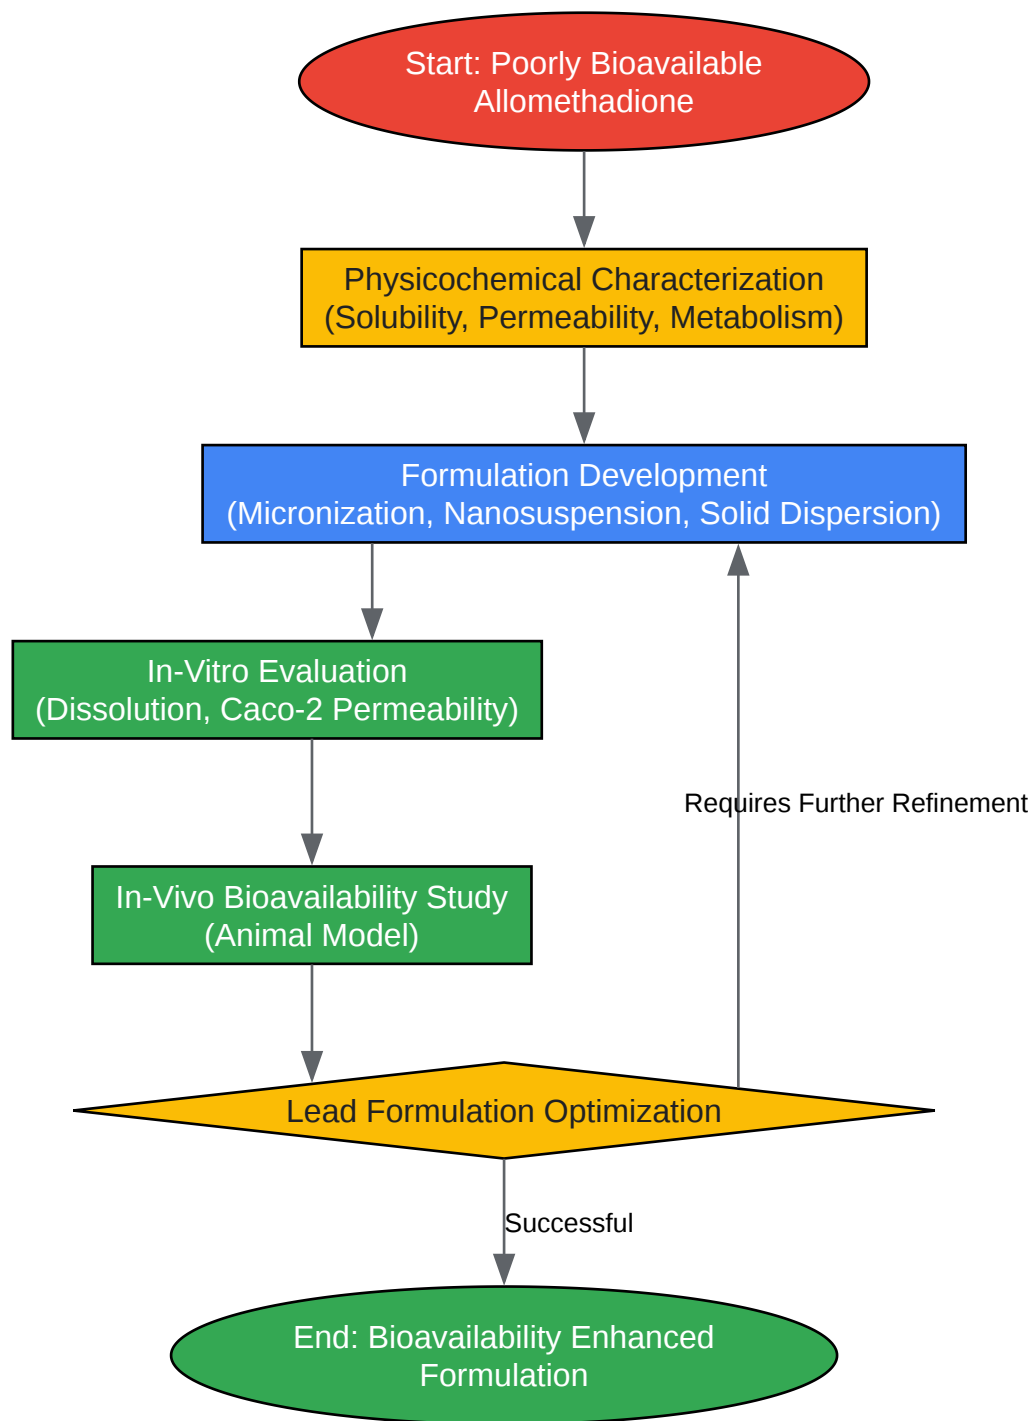 Start: Poorly Bioavailable
Allomethadione
Physicochemical Characterization
(Solubility, Permeability, Metabolism)
Formulation Development
(Micronization, Nanosuspension, Solid Dispersion)
In-Vitro Evaluation
(Dissolution, Caco-2 Permeability)
Requires Further Refinement
In-Vivo Bioavailability Study
(Animal Model)
Lead Formulation Optimization
Successful
End: Bioavailability Enhanced
Formulation